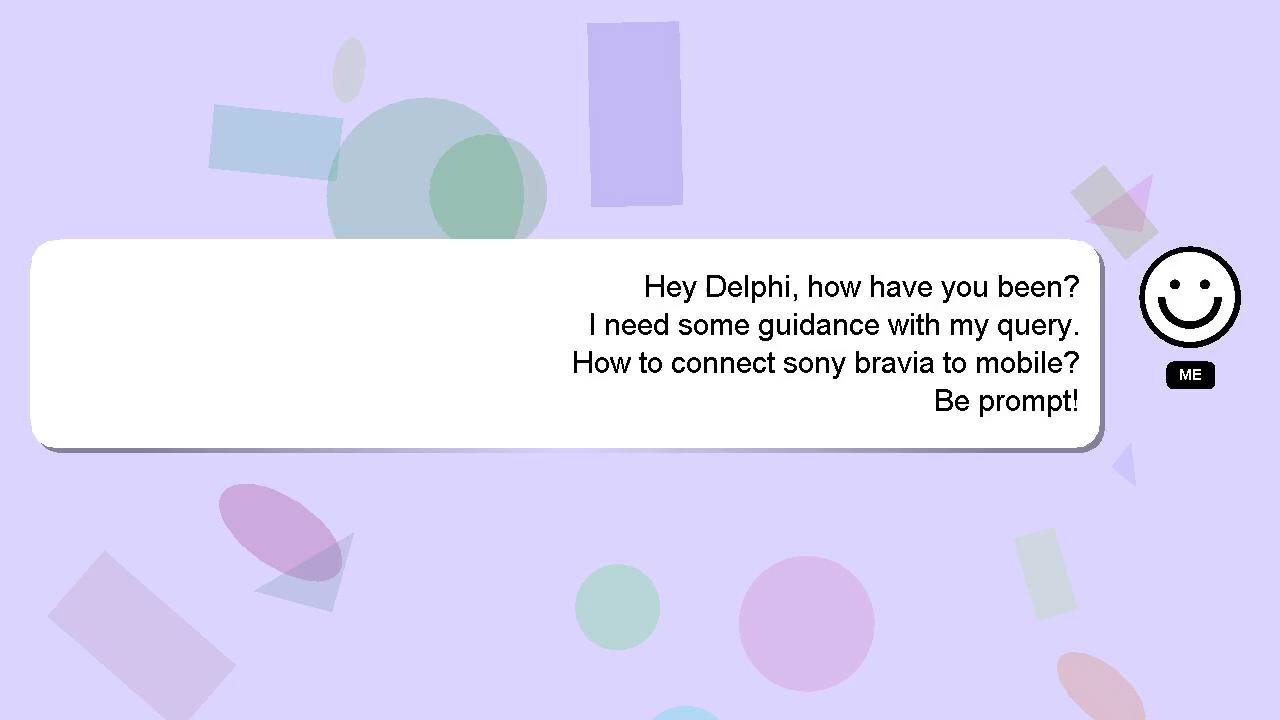 Hey Delphi, how have you been?
I need some guidance with my query.
How to connect sony bravia to mobile?
Be prompt!
ME